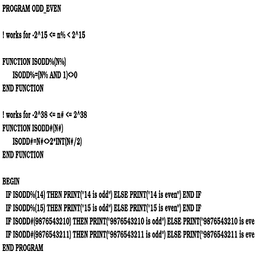 PROGRAM ODD_EVEN
! works for -2^15 <= n% < 2^15
FUNCTION ISODD%(N%)
ISODD%=(N% AND 1)<>0
END FUNCTION
! works for -2^38 <= n# <= 2^38
FUNCTION ISODD#(N#)
ISODD#=N#<>2*INT(N#/2)
END FUNCTION
BEGIN
IF ISODD%(14) THEN PRINT("14 is odd") ELSE PRINT("14 is even") END IF
IF ISODD%(15) THEN PRINT("15 is odd") ELSE PRINT("15 is even") END IF
IF ISODD#(9876543210) THEN PRINT("9876543210 is odd") ELSE PRINT("9876543210 is eve
IF ISODD#(9876543211) THEN PRINT("9876543211 is odd") ELSE PRINT("9876543211 is eve
END PROGRAM